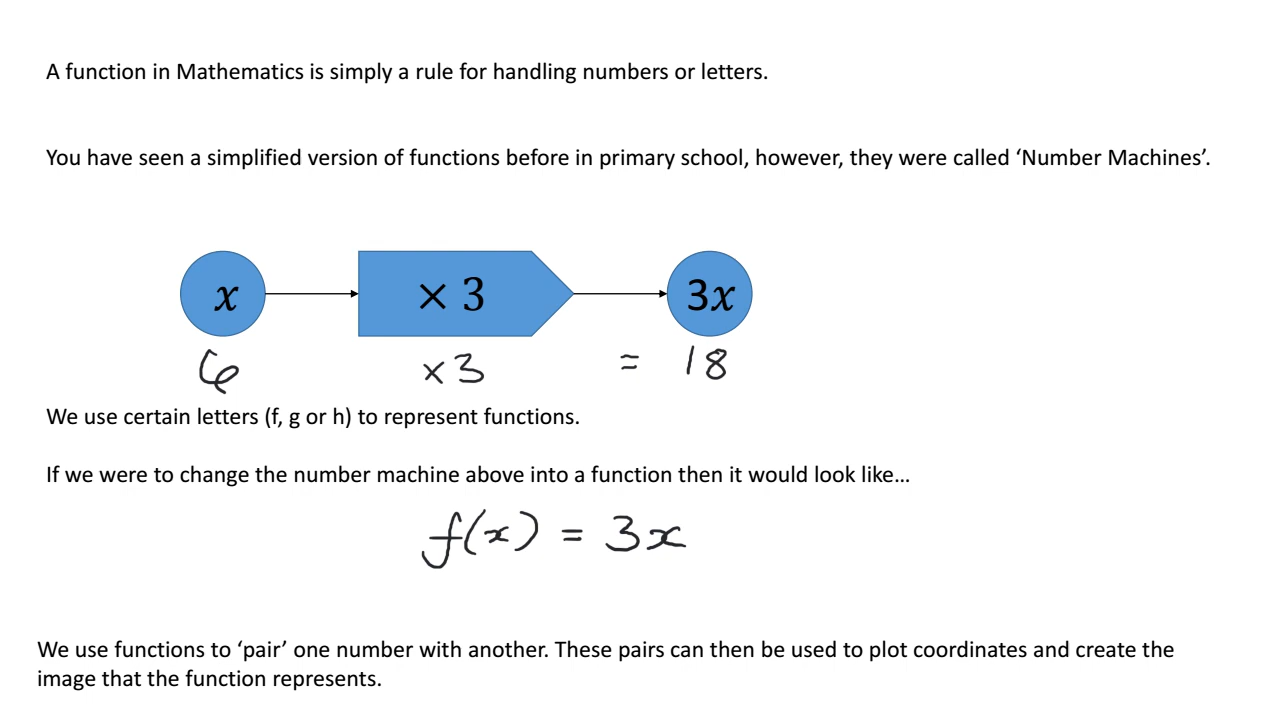 A function in Mathematics is simply a rule for handling numbers or letters.
You have seen a simplified version of functions before in primary school, however, they were called ‘Number Machines’.
x × 3 3x
6 ×3 = 18
We use certain letters (f, g or h) to represent functions.
If we were to change the number machine above into a function then it would look like…
f(x) = 3x
We use functions to ‘pair’ one number with another. These pairs can then be used to plot coordinates and create the
image that the function represents.